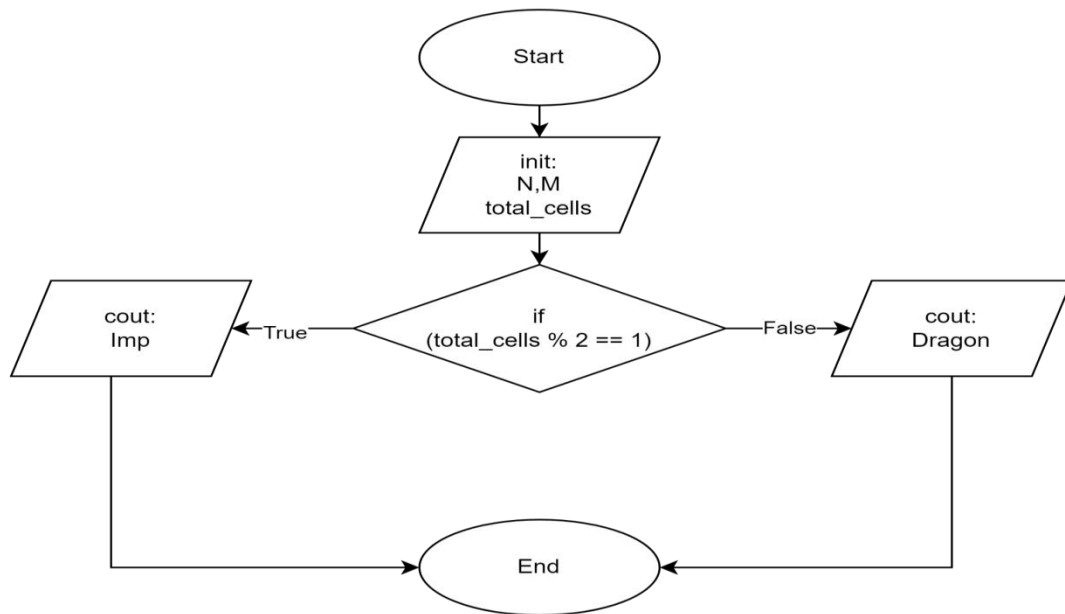 Start
init:
N,M
total_cells
if
(total_cells % 2 == 1)
True
False
cout:
Imp
cout:
Dragon
End